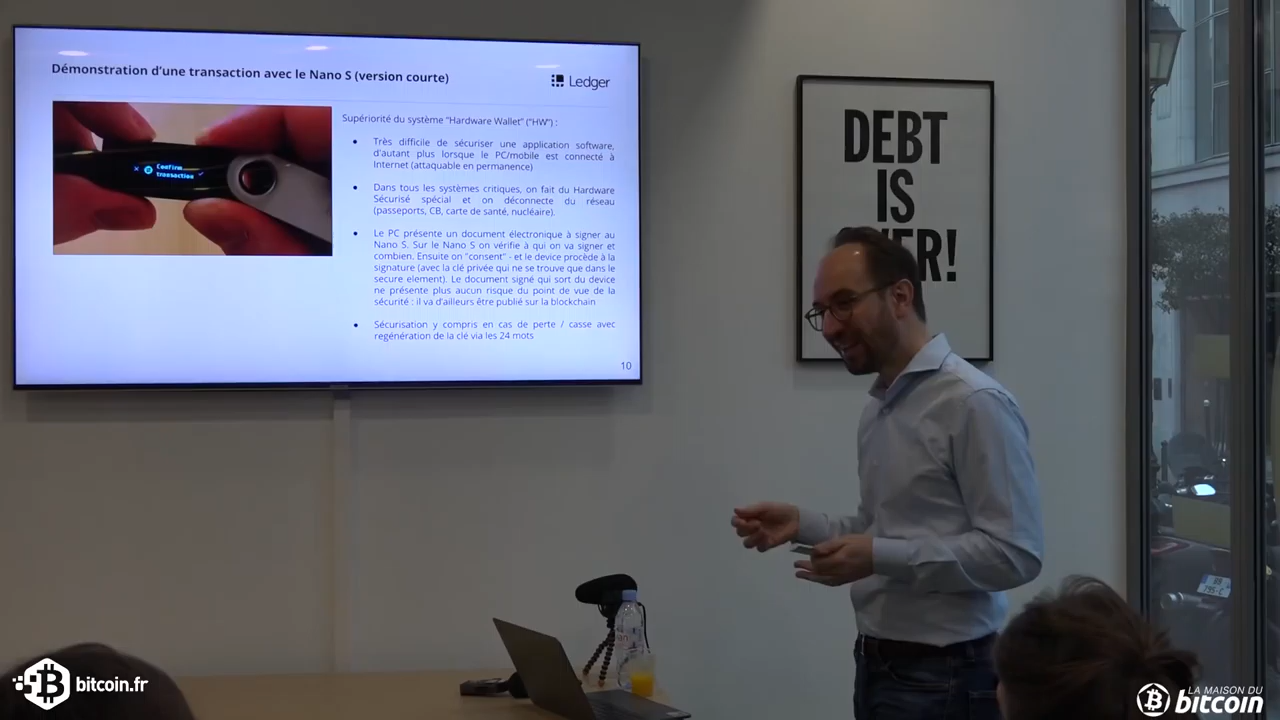 Démonstration d'une transaction avec le Nano S (version courte)
Ledger
Confirm
transaction
Supériorité du système "Hardware Wallet" ("HW") :
• Très difficile de sécuriser une application software,
d'autant plus lorsque le PC/mobile est connecté à
Internet (attaquable en permanence)
• Dans tous les systèmes critiques, on fait du Hardware
Sécurisé spécial et on déconnecte du réseau
(passeports, CB, carte de santé, nucléaire).
• Le PC présente un document électronique à signer au
Nano S. Sur le Nano S on vérifie à qui on va signer et
combien. Ensuite on "consent" - et le device procède à la
signature (avec la clé privée qui ne se trouve que dans le
secure element). Le document signé qui sort du device
ne présente plus aucun risque du point de vue de la
sécurité : il va d'ailleurs être publié sur la blockchain
• Sécurisation y compris en cas de perte / casse avec
regénération de la clé via les 24 mots
10
DEBT
IS
ER!
bitcoin.fr
LA MAISON DU
bitcoin